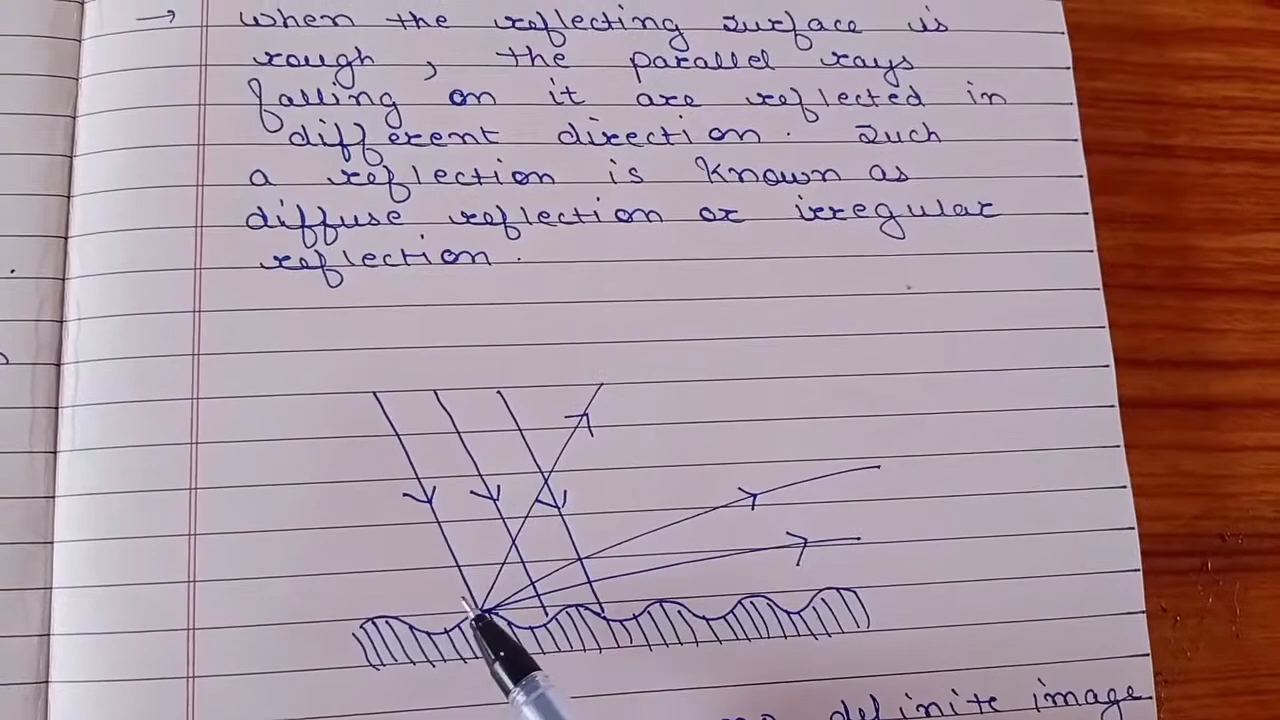 → when the reflecting surface is
rough, the parallel rays
falling on it are reflected in
different direction. Such
a reflection is known as
diffuse reflection or irregular
reflection.
definite image